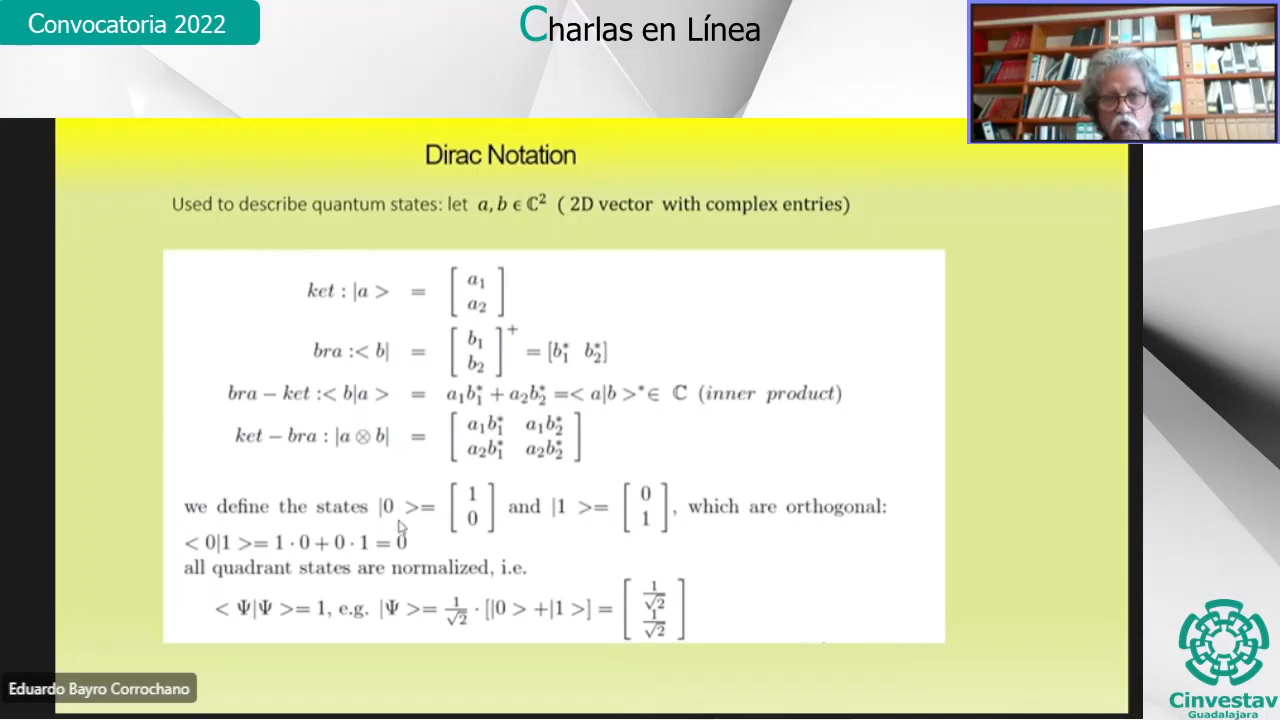 Convocatoria 2022
Charlas en Línea
Dirac Notation
Used to describe quantum states: let a, b ϵ ℂ² ( 2D vector with complex entries)
ket : |a > = [ a₁ a₂ ]
bra :< b| = [ b₁ b₂ ]⁺ = [b₁* b₂*]
bra − ket :< b|a > = a₁b₁* + a₂b₂* =< a|b >*∈ ℂ (inner product)
ket − bra : |a ⊗ b| = [ a₁b₁* a₁b₂* a₂b₁* a₂b₂* ]
we define the states |0 >= [ 1 0 ] and |1 >= [ 0 1 ], which are orthogonal:
< 0|1 >= 1 · 0 + 0 · 1 = 0
all quadrant states are normalized, i.e.
< Ψ|Ψ >= 1, e.g. |Ψ >= 1/√2 · [|0 > +|1 >] = [ 1/√2 1/√2 ]
Eduardo Bayro Corrochano
Cinvestav
Guadalajara